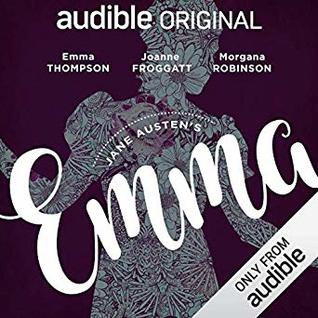 audible ORIGINAL
Emma Joanne Morgana
THOMPSON FROGGATT ROBINSON
JANE AUSTEN'S
Emma
ONLY FROM
audible